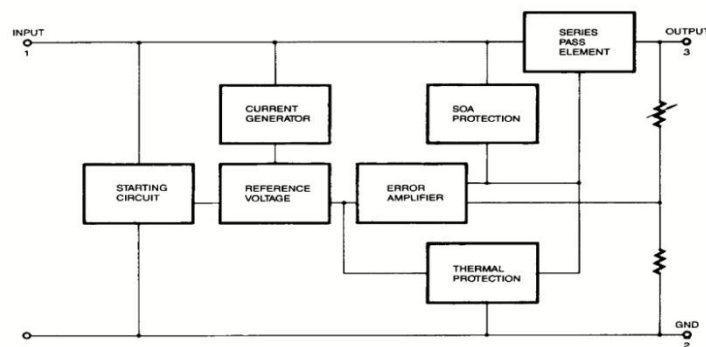 INPUT
1
SERIES
PASS
ELEMENT
OUTPUT
3
CURRENT
GENERATOR
SOA
PROTECTION
STARTING
CIRCUIT
REFERENCE
VOLTAGE
ERROR
AMPLIFIER
THERMAL
PROTECTION
GND
2